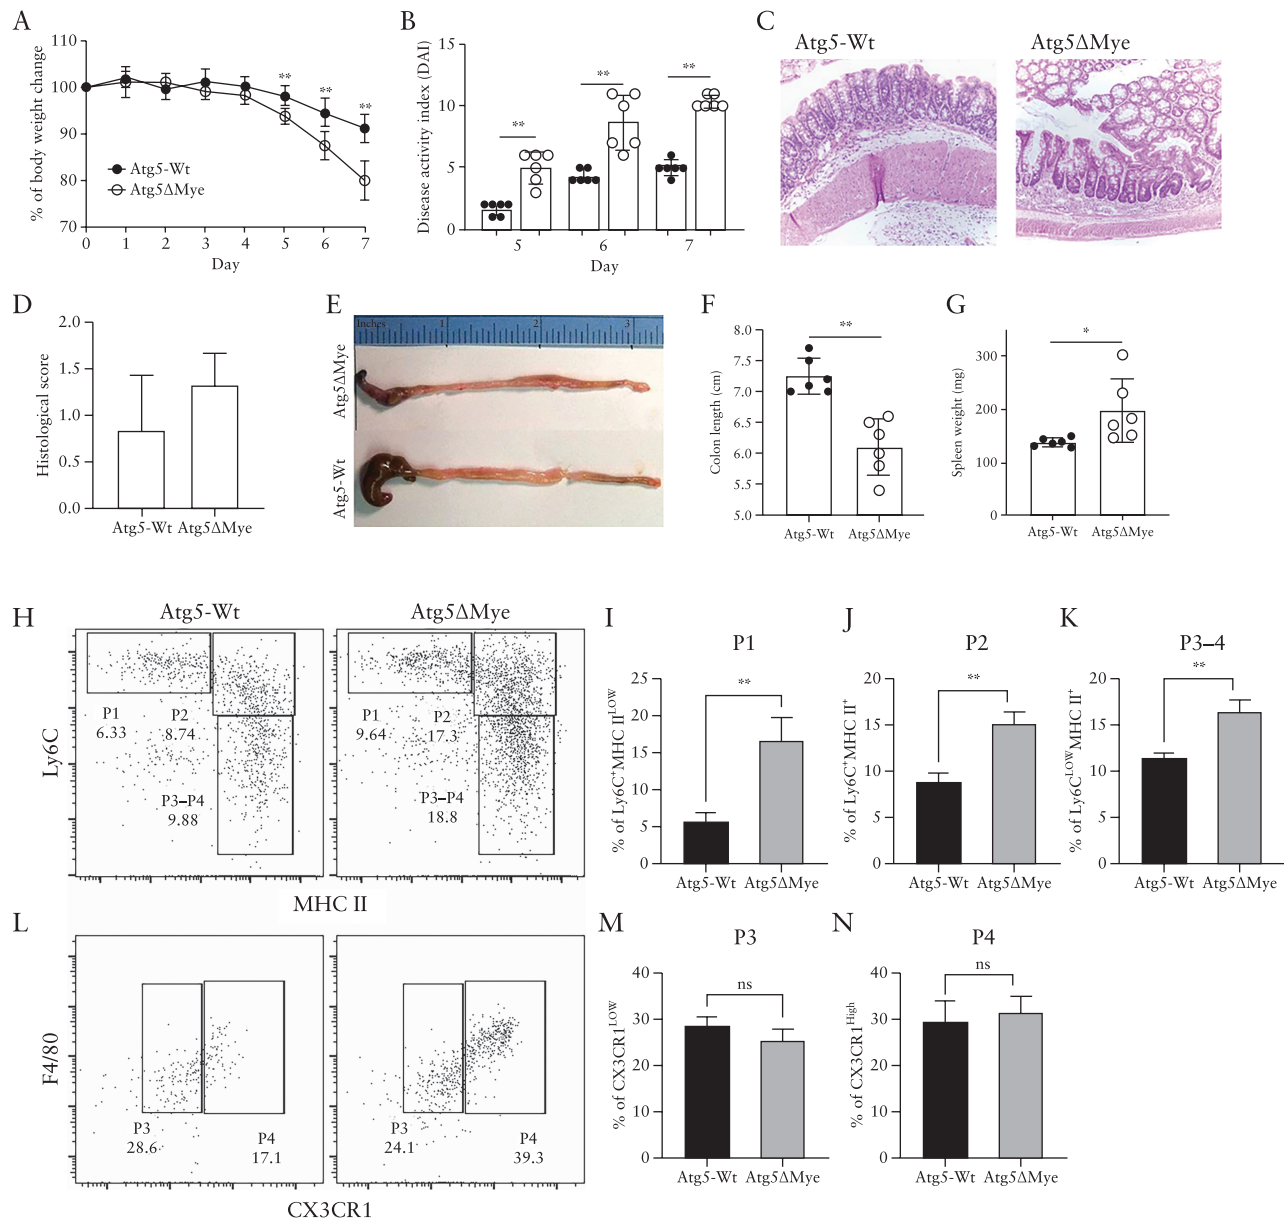 A
% of body weight change
110
100
90
80
70
Atg5-Wt
Atg5ΔMye
** ** **
0 1 2 3 4 5 6 7
Day
B
Disease activity index (DAI)
15
10
5
0
** ** **
5 6 7
Day
C
Atg5-Wt Atg5ΔMye
D
Histological score
2.0
1.5
1.0
0.5
0.0
Atg5-Wt Atg5ΔMye
E
Inches 1 2 3
Atg5ΔMye
Atg5-Wt
F
Colon length (cm)
8.0
7.5
7.0
6.5
6.0
5.5
5.0
**
Atg5-Wt Atg5ΔMye
G
Spleen weight (mg)
300
200
100
0
*
Atg5-Wt Atg5ΔMye
H
Atg5-Wt Atg5ΔMye
Ly6C
P1
6.33
P2
8.74
P3–P4
9.88
P1
9.64
P2
17.3
P3–P4
18.8
MHC II
I
P1
% of Ly6C+MHC IILOW
25
20
15
10
5
0
**
Atg5-Wt Atg5ΔMye
J
P2
% of Ly6C+MHC II+
20
15
10
5
0
**
Atg5-Wt Atg5ΔMye
K
P3–4
% of Ly6CLOWMHC II+
20
15
10
5
0
**
Atg5-Wt Atg5ΔMye
L
F4/80
P3
28.6
P4
17.1
P3
24.1
P4
39.3
CX3CR1
M
P3
% of CX3CR1LOW
40
30
20
10
0
ns
Atg5-Wt Atg5ΔMye
N
P4
% of CX3CR1High
40
30
20
10
0
ns
Atg5-Wt Atg5ΔMye